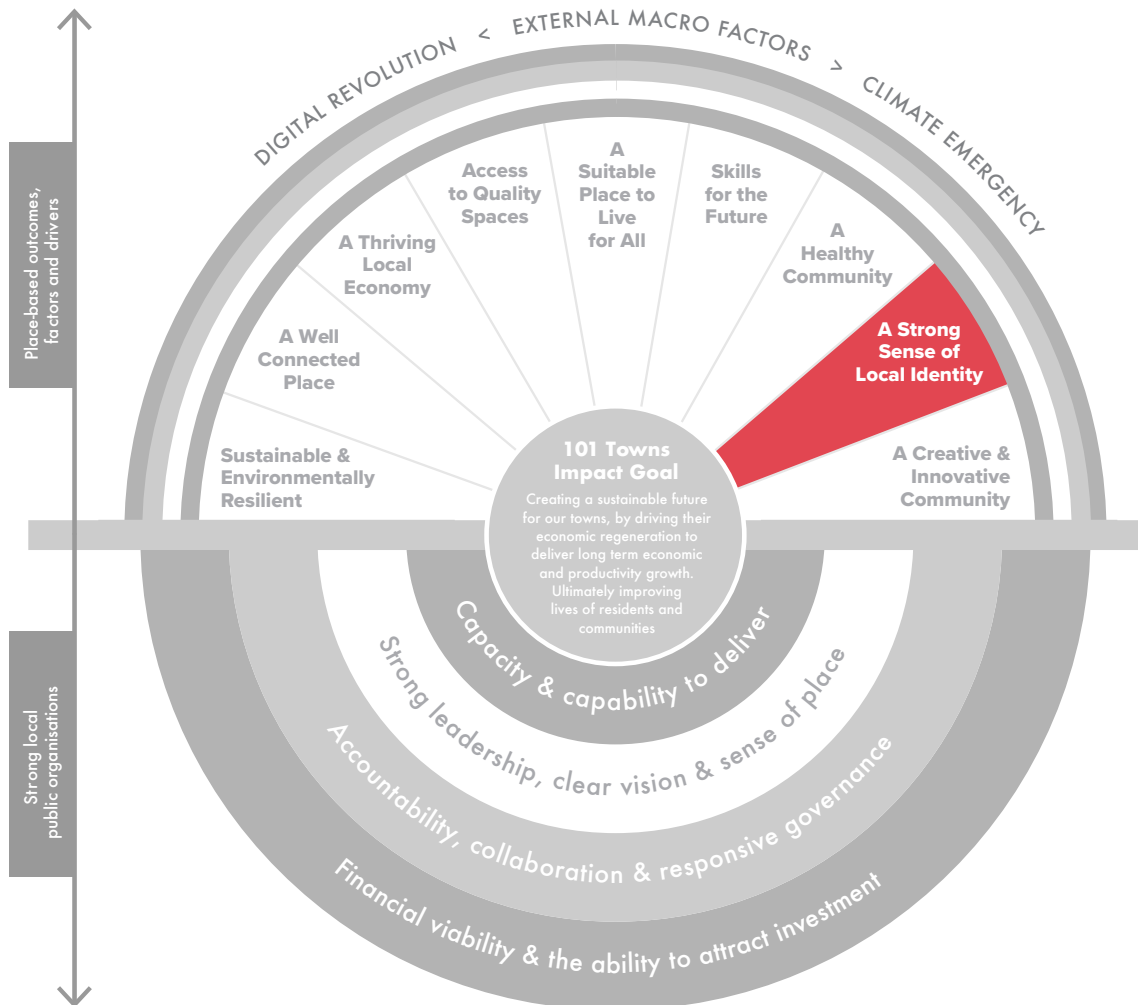 DIGITAL REVOLUTION < EXTERNAL MACRO FACTORS > CLIMATE EMERGENCY
Place-based outcomes,
factors and drivers
Sustainable &
Environmentally
Resilient
A Well
Connected
Place
A Thriving
Local
Economy
Access
to Quality
Spaces
A
Suitable
Place to
Live
for All
Skills
for the
Future
A
Healthy
Community
A Strong
Sense of
Local Identity
A Creative &
Innovative
Community
101 Towns
Impact Goal
Creating a sustainable future
for our towns, by driving their
economic regeneration to
deliver long term economic
and productivity growth.
Ultimately improving
lives of residents and
communities
Strong local
public organisations
Capacity & capability to deliver
Strong leadership, clear vision & sense of place
Accountability, collaboration & responsive governance
Financial viability & the ability to attract investment